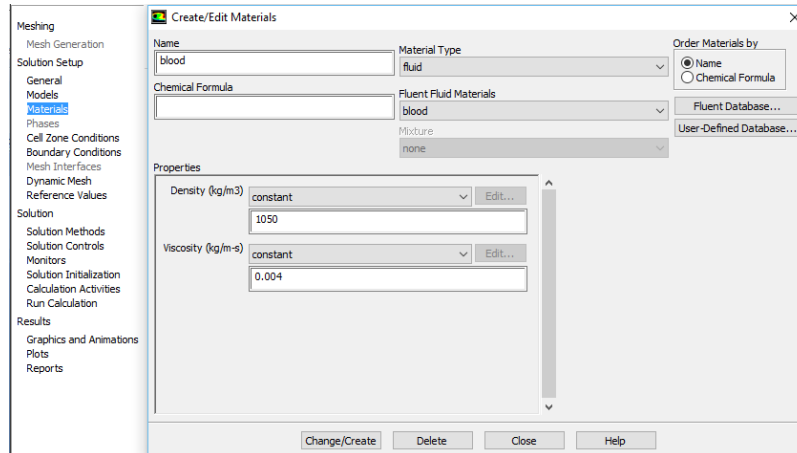 Meshing
Mesh Generation
Solution Setup
General
Models
Materials
Phases
Cell Zone Conditions
Boundary Conditions
Mesh Interfaces
Dynamic Mesh
Reference Values
Solution
Solution Methods
Solution Controls
Monitors
Solution Initialization
Calculation Activities
Run Calculation
Results
Graphics and Animations
Plots
Reports
Create/Edit Materials
Name
blood
Chemical Formula
Material Type
fluid
Fluent Fluid Materials
blood
Mixture
none
Order Materials by
Name
Chemical Formula
Fluent Database...
User-Defined Database...
Properties
Density (kg/m3) constant Edit...
1050
Viscosity (kg/m-s) constant Edit...
0.004
Change/Create Delete Close Help